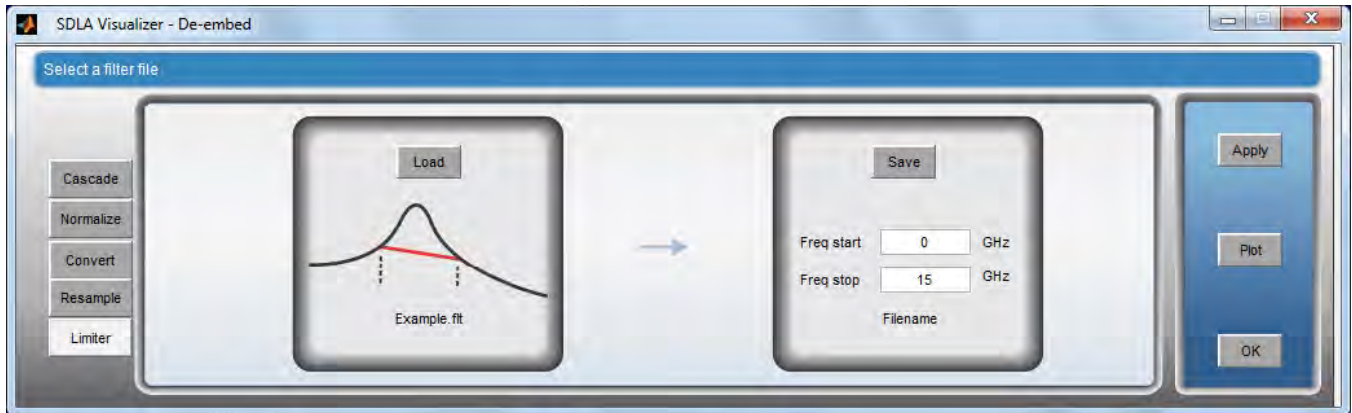 SDLA Visualizer - De-embed
Select a filter file
Cascade
Normalize
Convert
Resample
Limiter
Load
Example.flt
Save
Freq start 0 GHz
Freq stop 15 GHz
Filename
Apply
Plot
OK